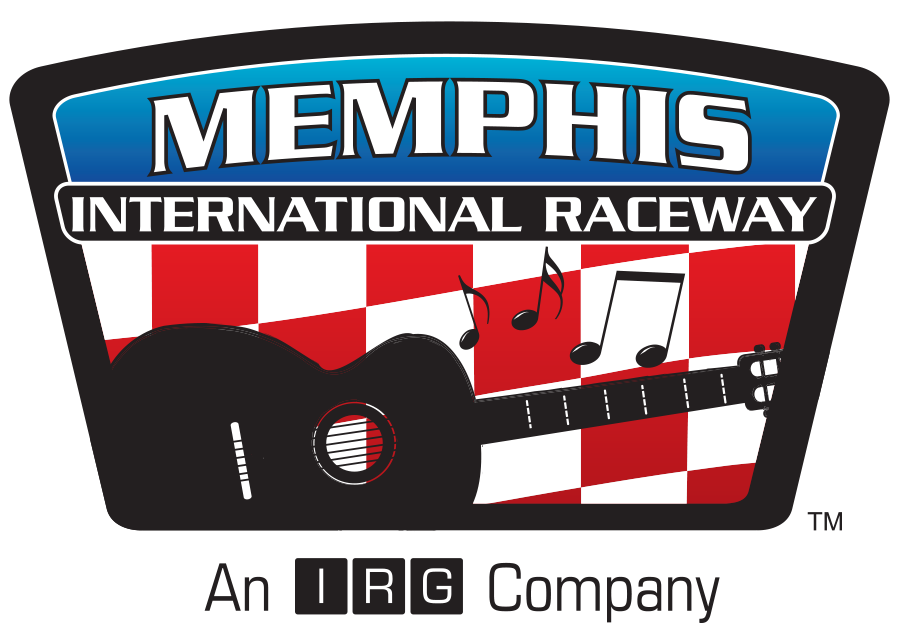 MEMPHIS
INTERNATIONAL RACEWAY
TM
An IRG Company